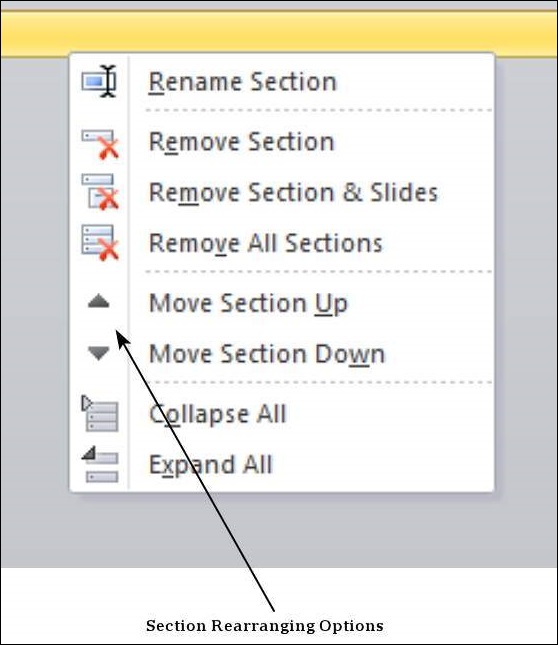 Rename Section
Remove Section
Remove Section & Slides
Remove All Sections
Move Section Up
Move Section Down
Collapse All
Expand All
Section Rearranging Options